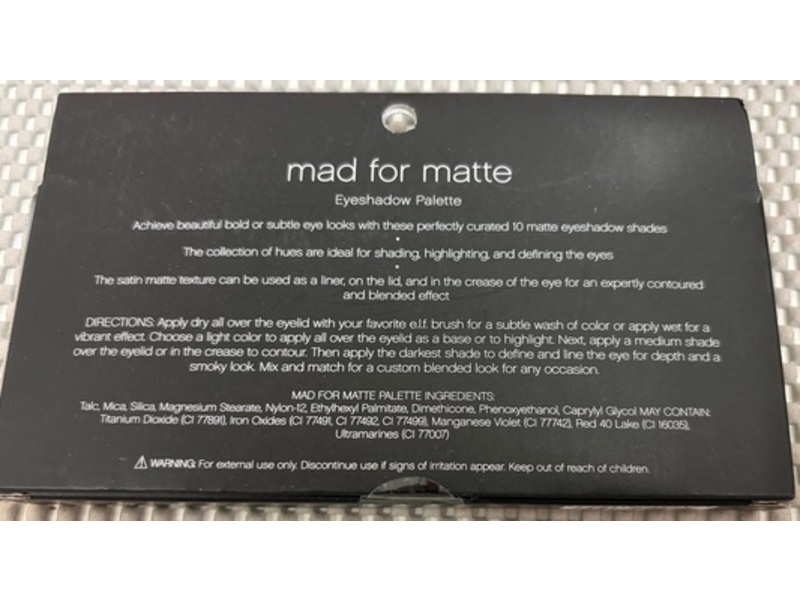 mad for matte
Eyeshadow Palette
Achieve beautiful bold or subtle eye looks with these perfectly curated 10 matte eyeshadow shades
•
The collection of hues are ideal for shading, highlighting, and defining the eyes
•
The satin matte texture can be used as a liner, on the lid, and in the crease of the eye for an expertly contoured
and blended effect
DIRECTIONS: Apply dry all over the eyelid with your favorite e.l.f. brush for a subtle wash of color or apply wet for a
vibrant effect. Choose a light color to apply all over the eyelid as a base or to highlight. Next, apply a medium shade
over the eyelid or in the crease to contour. Then apply the darkest shade to define and line the eye for depth and a
smoky look. Mix and match for a custom blended look for any occasion.
MAD FOR MATTE PALETTE INGREDIENTS:
Talc, Mica, Silica, Magnesium Stearate, Nylon-12, Ethylhexyl Palmitate, Dimethicone, Phenoxyethanol, Caprylyl Glycol MAY CONTAIN:
Titanium Dioxide (CI 77891), Iron Oxides (CI 77491, CI 77492, CI 77499), Manganese Violet (CI 77742), Red 40 Lake (CI 16035),
Ultramarines (CI 77007)
⚠ WARNING: For external use only. Discontinue use if signs of irritation appear. Keep out of reach of children.